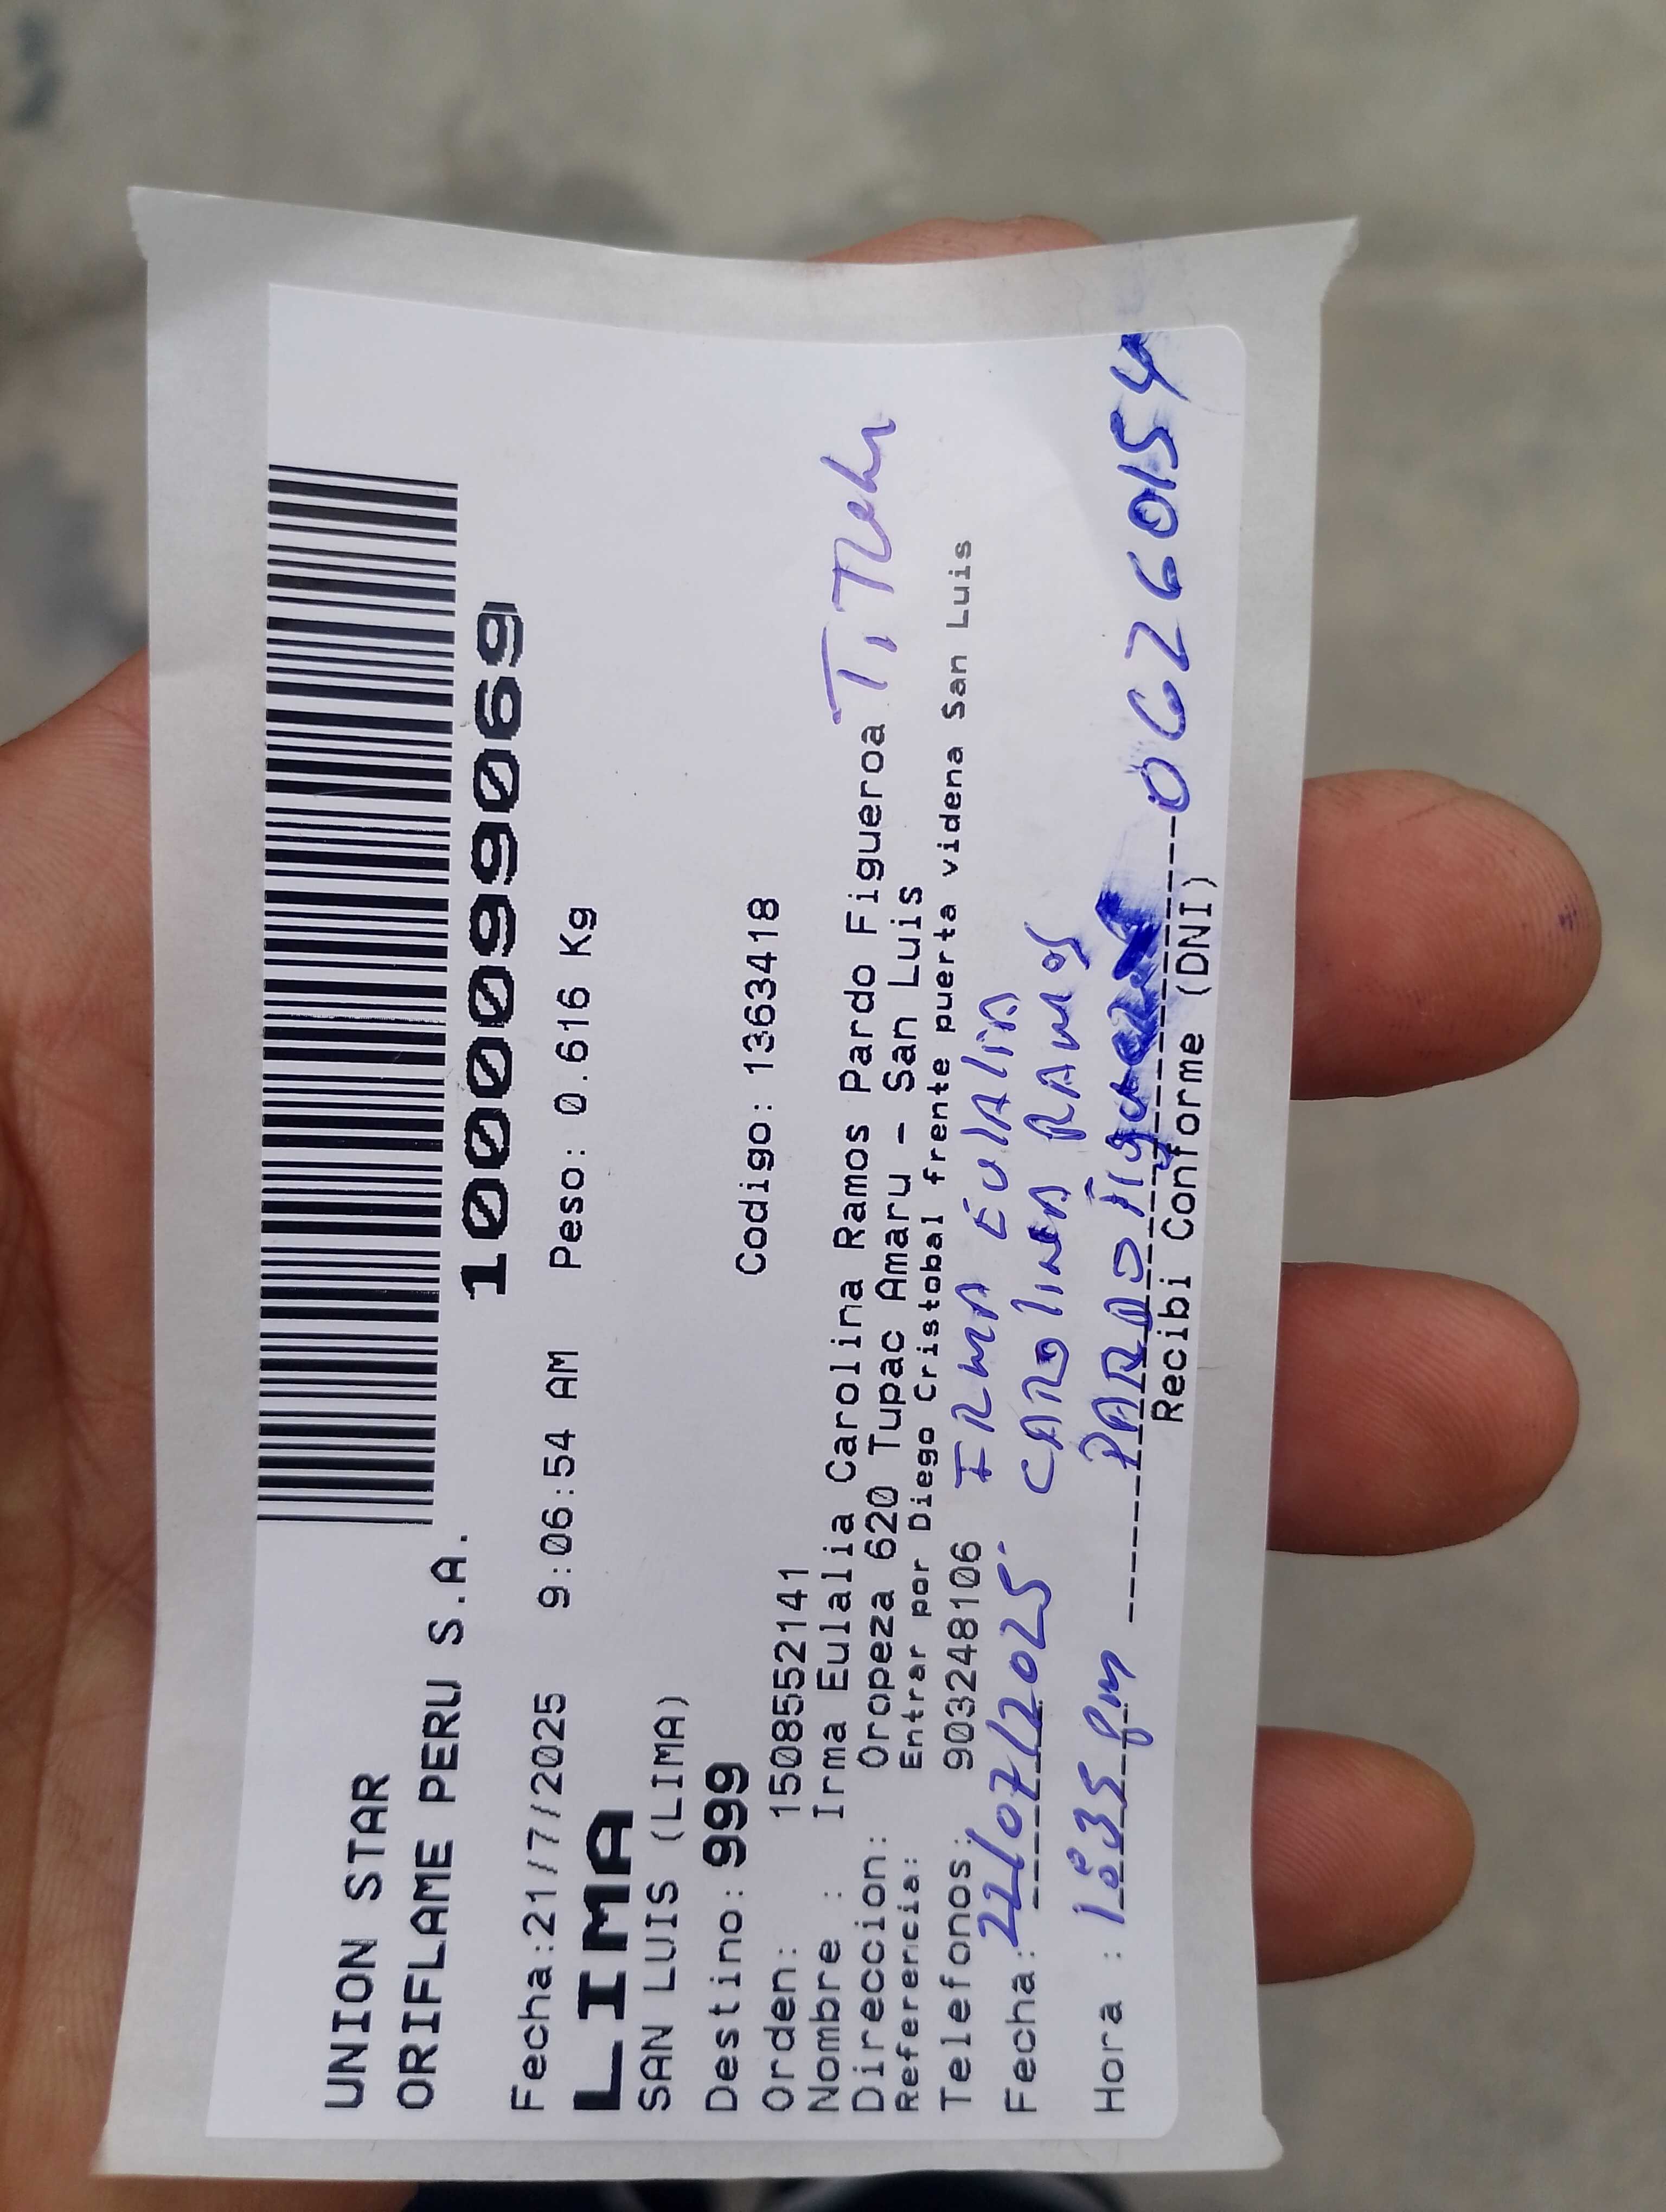 UNION STAR
ORIFLAME PERU S.A.
1000099069
Fecha:21/7/2025 9:06:54 AM Peso: 0.616 Kg
LIMA
SAN LUIS (LIMA)
Destino: 999 Codigo: 1363418
Orden: 1508552141
Nombre : Irma Eulalia Carolina Ramos Pardo Figueroa
Direccion: Oropeza 620 Tupac Amaru - San Luis
Referencia: Entrar por Diego Cristobal frente puerta videna San Luis
Telefonos: 903248106 IRMA EULALIA
Fecha: 22/07/2025. CAROLINA RAMOS
Hora : 1:35 pm PARDO 06260154
Recibi Conforme (DNI)